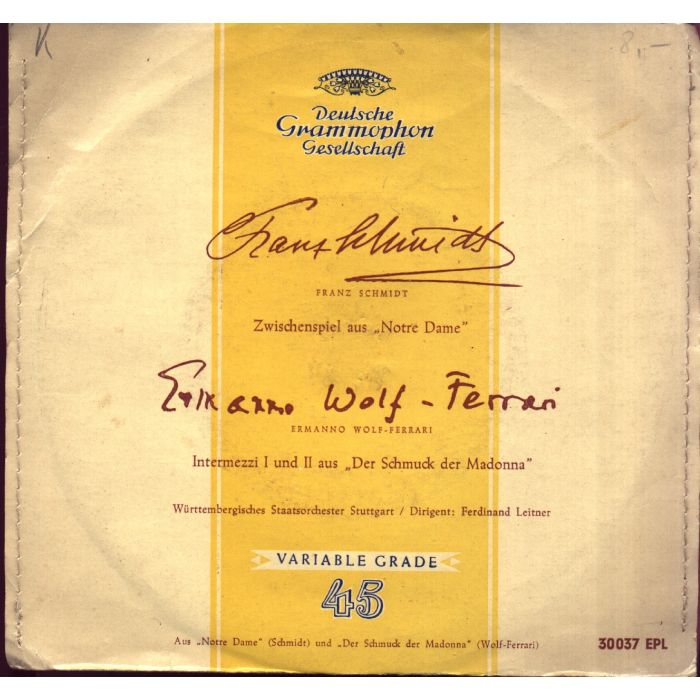 K
8,,–
Deutsche
Grammophon
Gesellschaft
Franz Schmidt
FRANZ SCHMIDT
Zwischenspiel aus „Notre Dame"
Ermanno Wolf-Ferrari
ERMANNO WOLF-FERRARI
Intermezzi I und II aus „Der Schmuck der Madonna"
Württembergisches Staatsorchester Stuttgart / Dirigent: Ferdinand Leitner
VARIABLE GRADE
45
Aus „Notre Dame" (Schmidt) und „Der Schmuck der Madonna" (Wolf-Ferrari)
30037 EPL